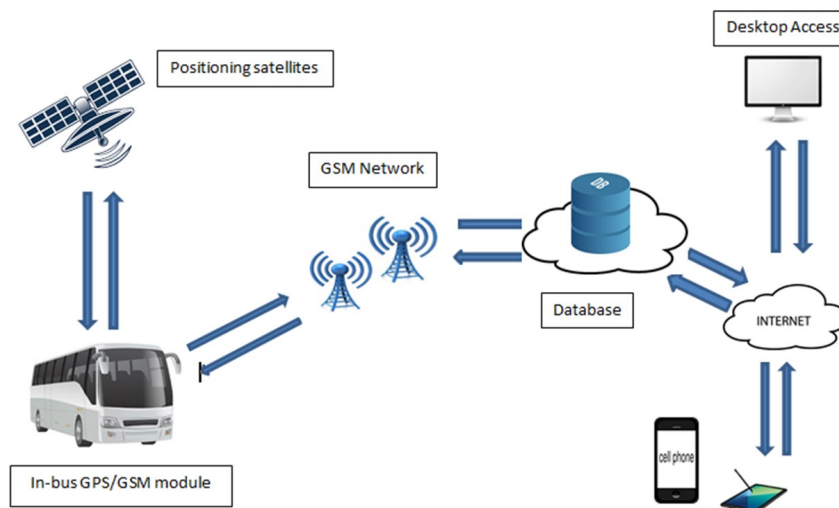 Desktop Access
Positioning satellites
GSM Network
DB
Database
INTERNET
cell phone
In-bus GPS/GSM module